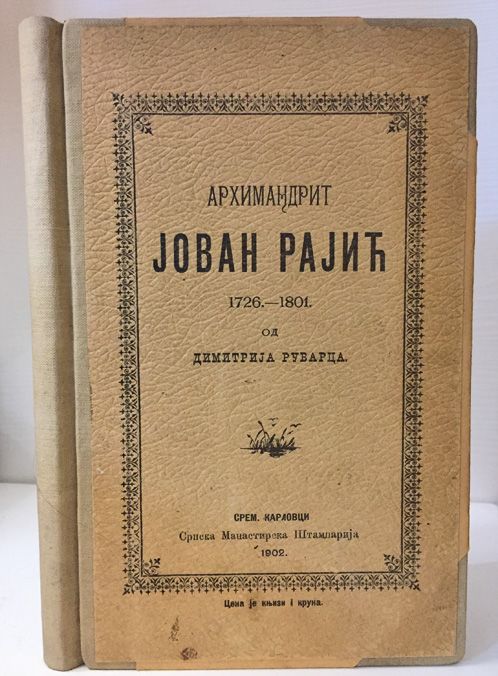 АРХИМАНДРИТ
ЈОВАН РАЈИЋ
1726.—1801.
ОД
ДИМИТРИЈА РУВАРЦА.
СРЕМ. КАРЛОВЦИ
Српска Манастирска Штампарија
1902.
Цена је књизи 1 круна.